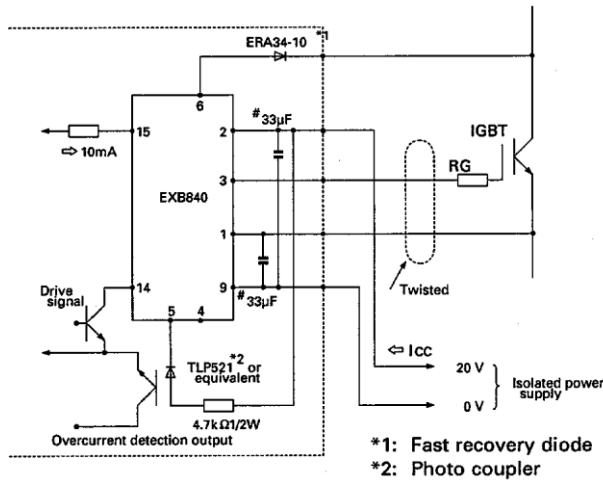 ERA34-10 *1
6
15
2
# 33µF
⇨ 10mA
IGBT
EXB840
3
RG
1
14
9
# 33µF
Drive signal
5
4
Twisted
TLP521 *2 or equivalent
⇦ Icc
20 V
0 V
Isolated power supply
4.7kΩ1/2W
Overcurrent detection output
*1: Fast recovery diode
*2: Photo coupler